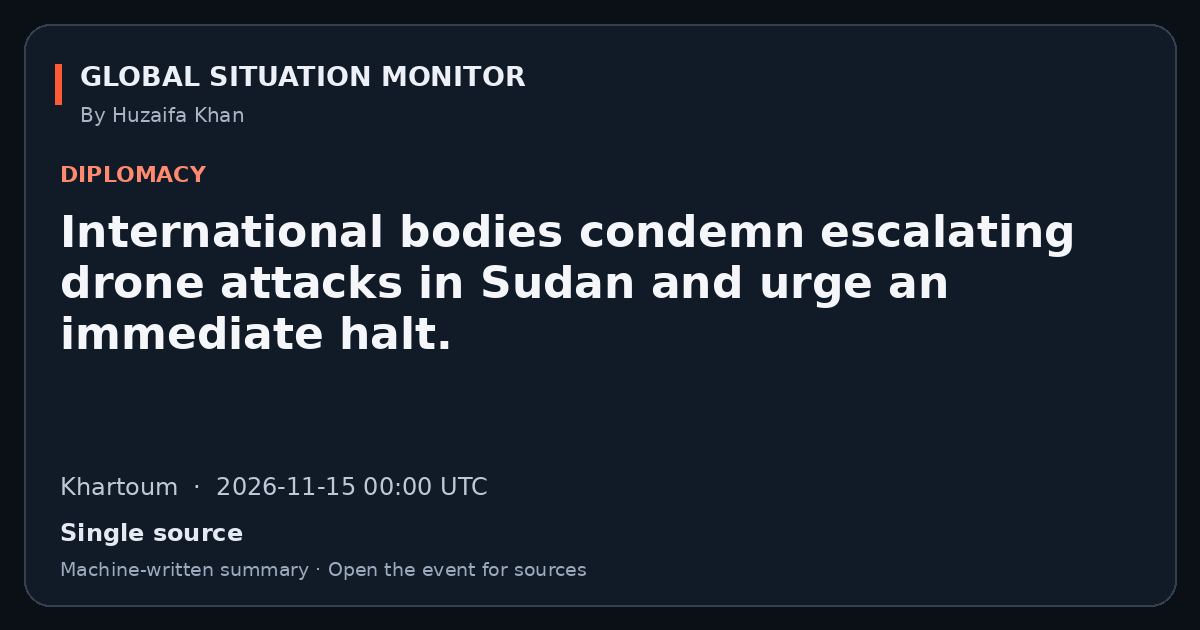 GLOBAL SITUATION MONITOR
By Huzaifa Khan
DIPLOMACY
International bodies condemn escalating
drone attacks in Sudan and urge an
immediate halt.
Khartoum · 2026-11-15 00:00 UTC
Single source
Machine-written summary · Open the event for sources